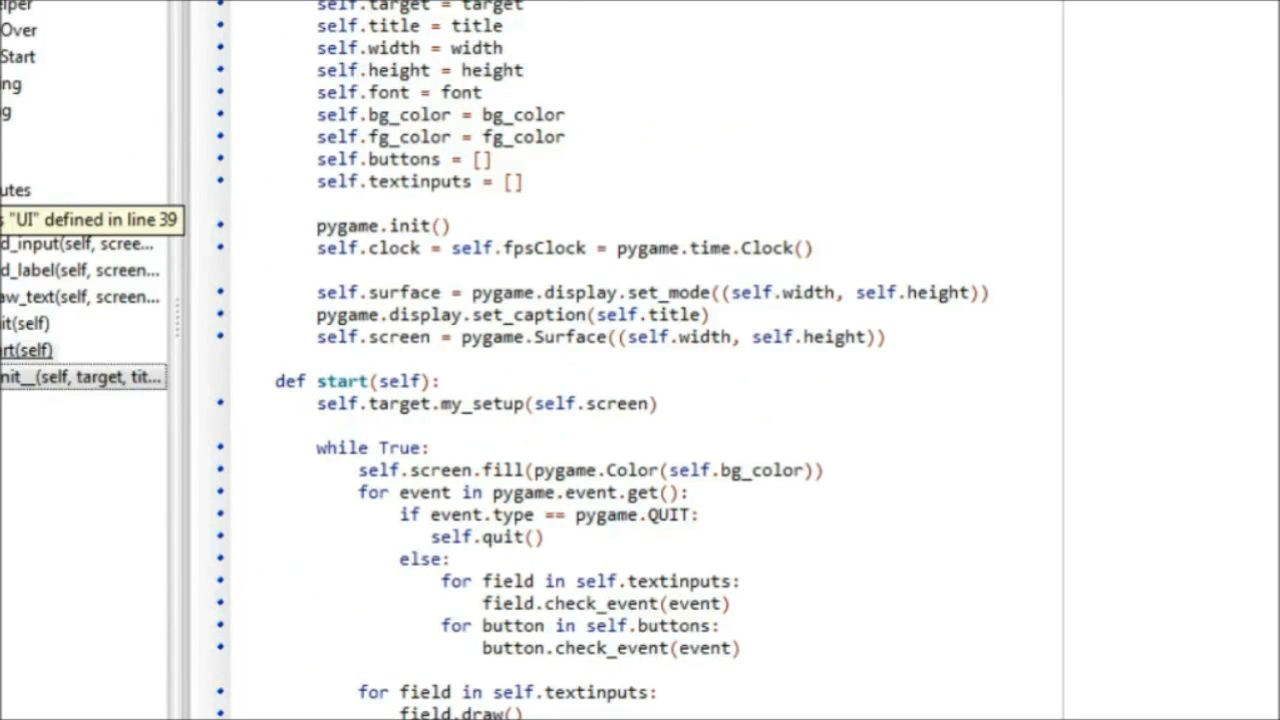 elper
Over
Start
ng
g
utes
s "UI" defined in line 39
d_input(self, scree...
d_label(self, screen...
aw_text(self, screen...
it(self)
rt(self)
nit__(self, target, tit...
self.target = target
self.title = title
self.width = width
self.height = height
self.font = font
self.bg_color = bg_color
self.fg_color = fg_color
self.buttons = []
self.textinputs = []
pygame.init()
self.clock = self.fpsClock = pygame.time.Clock()
self.surface = pygame.display.set_mode((self.width, self.height))
pygame.display.set_caption(self.title)
self.screen = pygame.Surface((self.width, self.height))
def start(self):
self.target.my_setup(self.screen)
while True:
self.screen.fill(pygame.Color(self.bg_color))
for event in pygame.event.get():
if event.type == pygame.QUIT:
self.quit()
else:
for field in self.textinputs:
field.check_event(event)
for button in self.buttons:
button.check_event(event)
for field in self.textinputs:
field.draw()